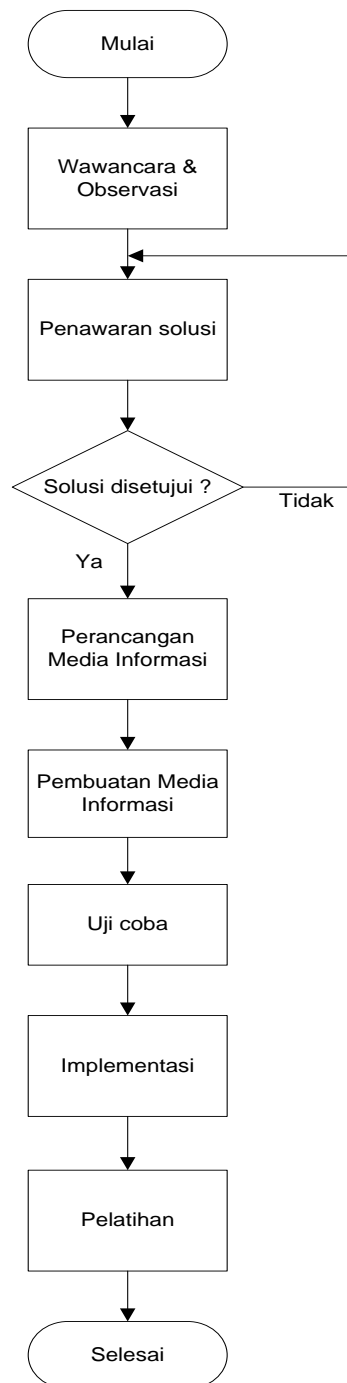 Mulai
Wawancara &
Observasi
Penawaran solusi
Solusi disetujui ?
Tidak
Ya
Perancangan
Media Informasi
Pembuatan Media
Informasi
Uji coba
Implementasi
Pelatihan
Selesai